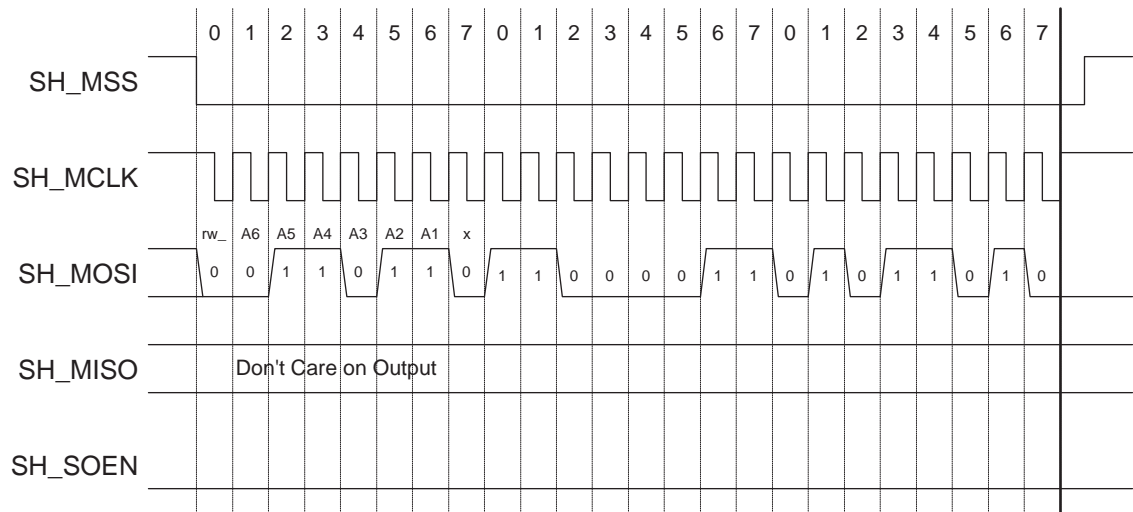 0 1 2 3 4 5 6 7 0 1 2 3 4 5 6 7 0 1 2 3 4 5 6 7
SH_MSS
SH_MCLK
rw_ A6 A5 A4 A3 A2 A1 x
SH_MOSI 0 0 1 1 0 1 1 0 1 1 0 0 0 0 1 1 0 1 0 1 1 0 1 0
SH_MISO Don't Care on Output
SH_SOEN